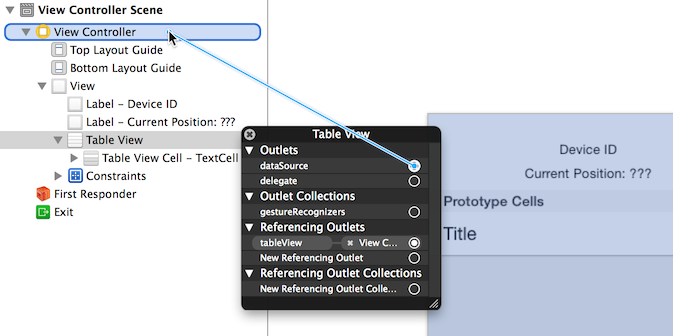 View Controller Scene
View Controller
Top Layout Guide
Bottom Layout Guide
View
Label – Device ID
Label – Current Position: ???
Table View
Table View Cell – TextCell
Constraints
First Responder
Exit
Table View
Outlets
dataSource
delegate
Outlet Collections
gestureRecognizers
Referencing Outlets
tableView View C...
New Referencing Outlet
Referencing Outlet Collections
New Referencing Outlet Colle...
Device ID
Current Position: ???
Prototype Cells
Title